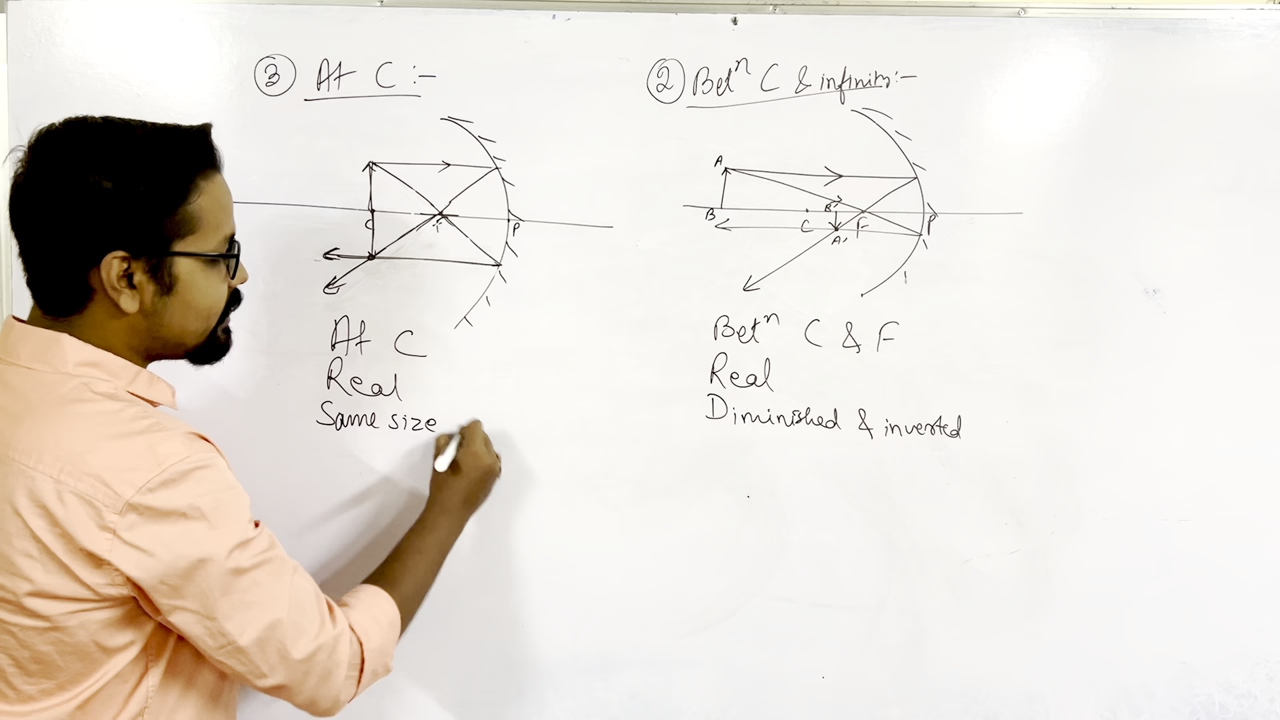 ③ At C :-
C
F
P
At C
Real
Same size
② Betⁿ C & infinity:-
A
B
C
B'
A'
F
P
Betⁿ C & F
Real
Diminished & inverted